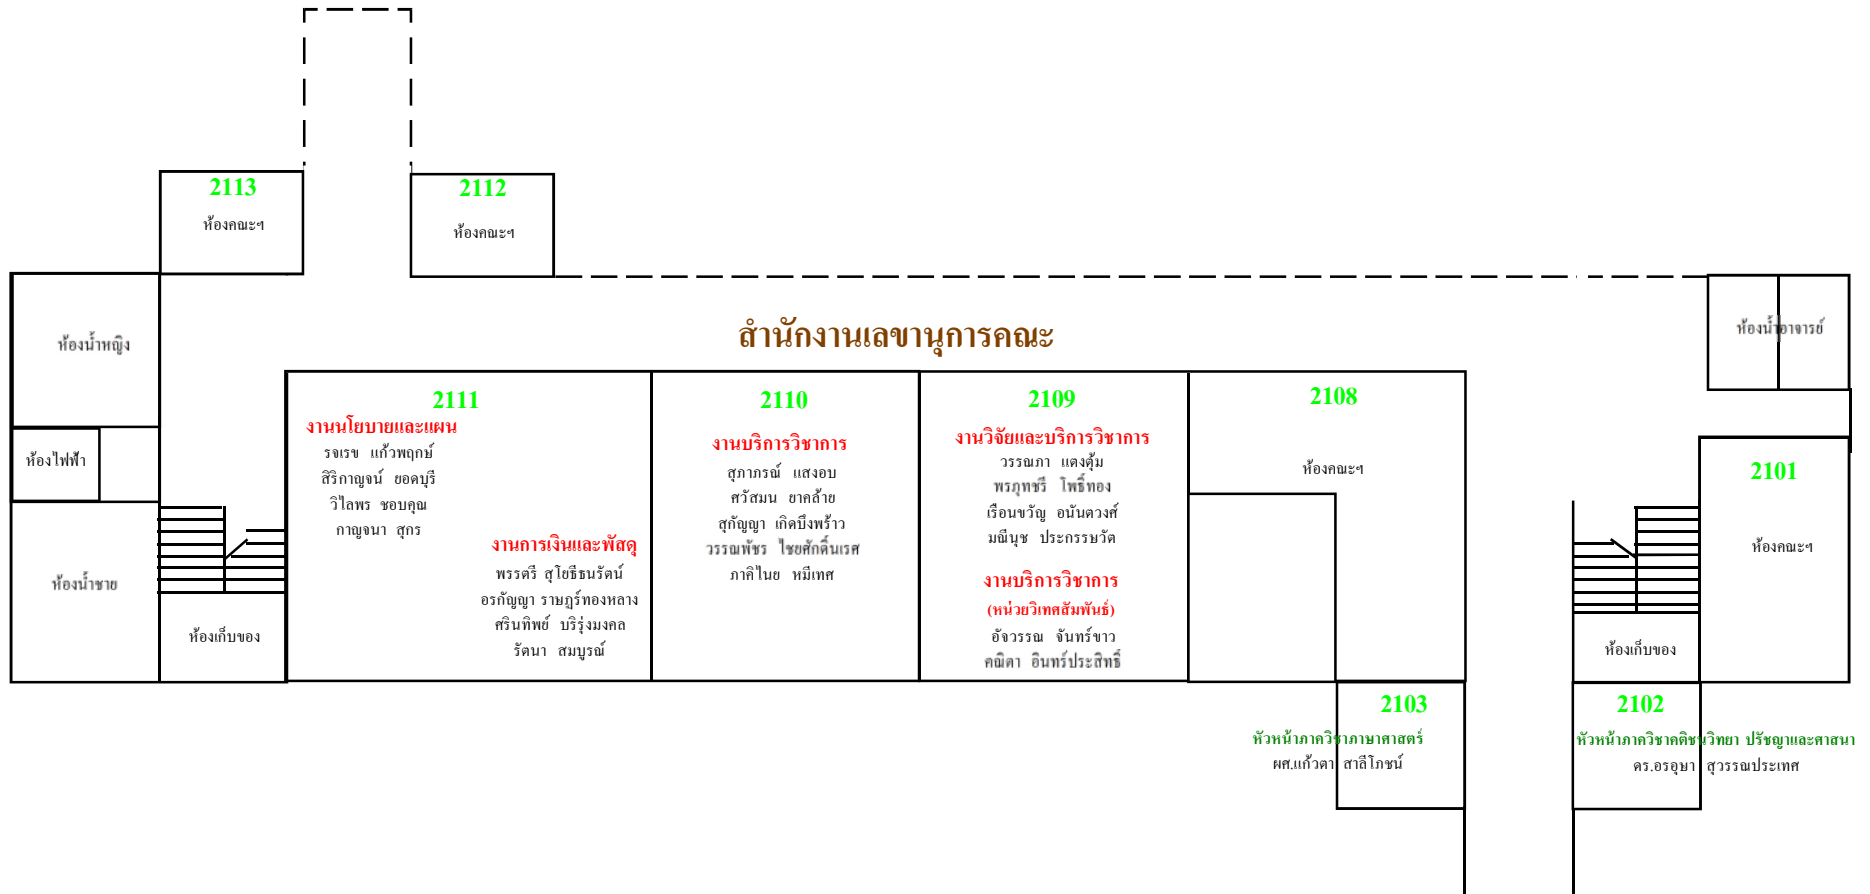 2113
ห้องคณะฯ
2112
ห้องคณะฯ
ห้องน้ำหญิง
ห้องไฟฟ้า
ห้องน้ำชาย
ห้องเก็บของ
สำนักงานเลขานุการคณะ
2111
งานนโยบายและแผน
รจเรข แก้วพฤกษ์
สิริกาญจน์ ยอดบุรี
วิไลพร ชอบคุณ
กาญจนา สุกร
งานการเงินและพัสดุ
พรรตรี สุโยธีธนรัตน์
อรกัญญา ราษฎร์ทองหลาง
ศรินทิพย์ บริรุ่งมงคล
รัตนา สมบูรณ์
2110
งานบริการวิชาการ
สุภาภรณ์ แสงอบ
ศวัสมน ยาคล้าย
สุกัญญา เกิดบึงพร้าว
วรรณพัชร ไชยศักดิ์นเรศ
ภาคิไนย หมีเทศ
2109
งานวิจัยและบริการวิชาการ
วรรณภา แตงตุ้ม
พรภุทชรี โพธิ์ทอง
เรือนขวัญ อนันตวงศ์
มณีนุช ประกรรษวัต
งานบริการวิชาการ
(หน่วยวิเทศสัมพันธ์)
อัจวรรณ จันทร์ขาว
คณิตา อินทร์ประสิทธิ์
2108
ห้องคณะฯ
ห้องน้ำอาจารย์
2101
ห้องคณะฯ
ห้องเก็บของ
2103
หัวหน้าภาควิชาภาษาศาสตร์
ผศ.แก้วตา สาลีโภชน์
2102
หัวหน้าภาควิชาคติชนวิทยา ปรัชญาและศาสนา
ดร.อรอุษา สุวรรณประเทศ